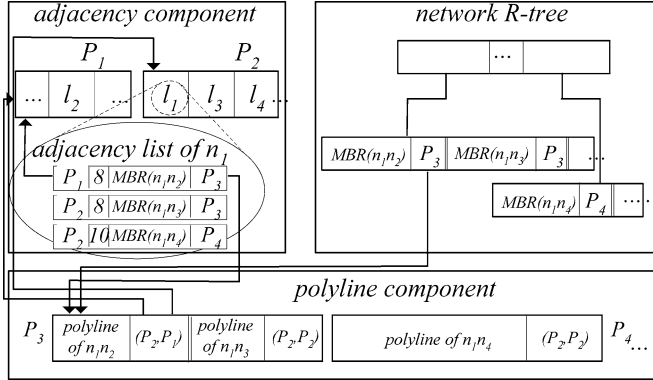 adjacency component
P1 P2
... l2 ... l1 l3 l4 ...
adjacency list of n1
P1 8 MBR(n1n2) P3
P2 8 MBR(n1n3) P3
P2 10 MBR(n1n4) P4
network R-tree
...
MBR(n1n2) P3 MBR(n1n3) P3 ...
MBR(n1n4) P4 .....
polyline component
P3 polyline of n1n2 (P2,P1) polyline of n1n3 (P2,P2) polyline of n1n4 (P2,P2) P4...